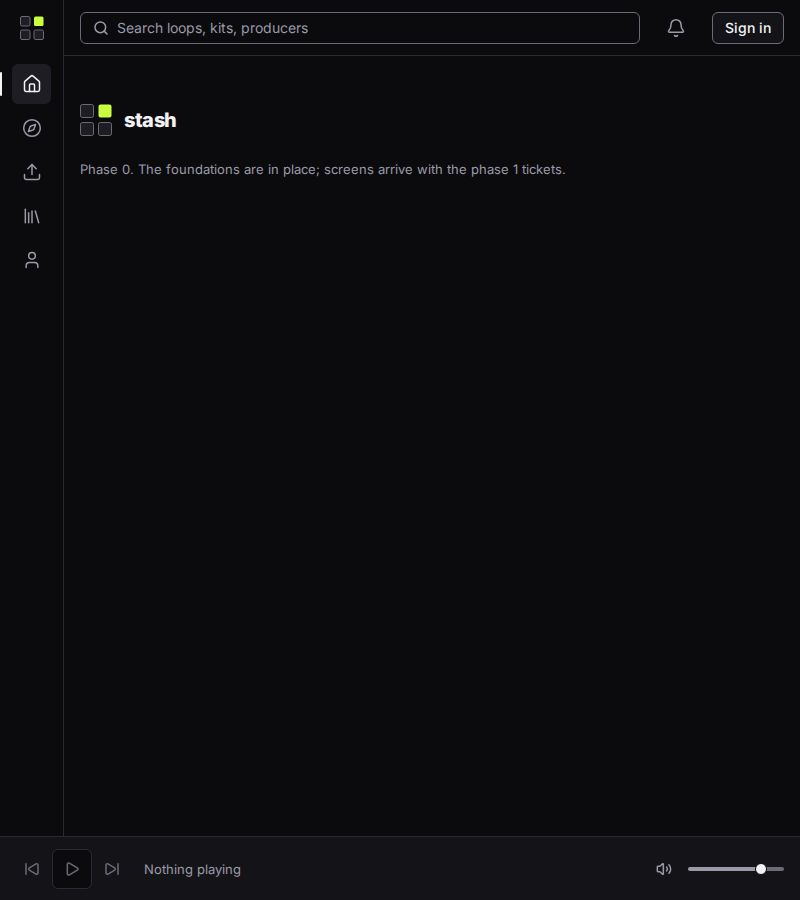 Search loops, kits, producers
Sign in
stash
Phase 0. The foundations are in place; screens arrive with the phase 1 tickets.
Nothing playing